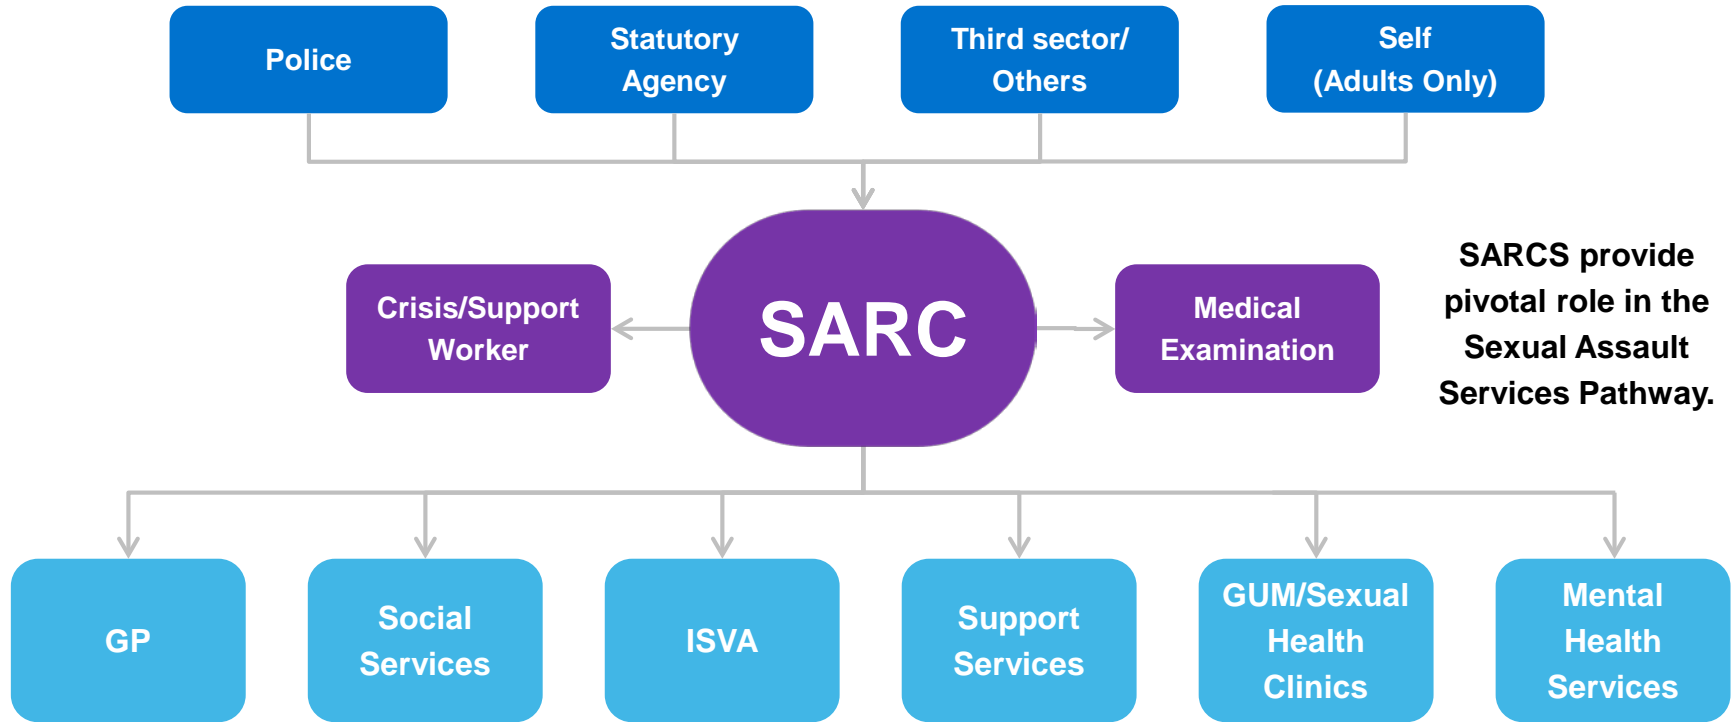 Police
Statutory
Agency
Third sector/
Others
Self
(Adults Only)
SARC
Crisis/Support
Worker
Medical
Examination
SARCS provide
pivotal role in the
Sexual Assault
Services Pathway.
GP
Social
Services
ISVA
Support
Services
GUM/Sexual
Health
Clinics
Mental
Health
Services